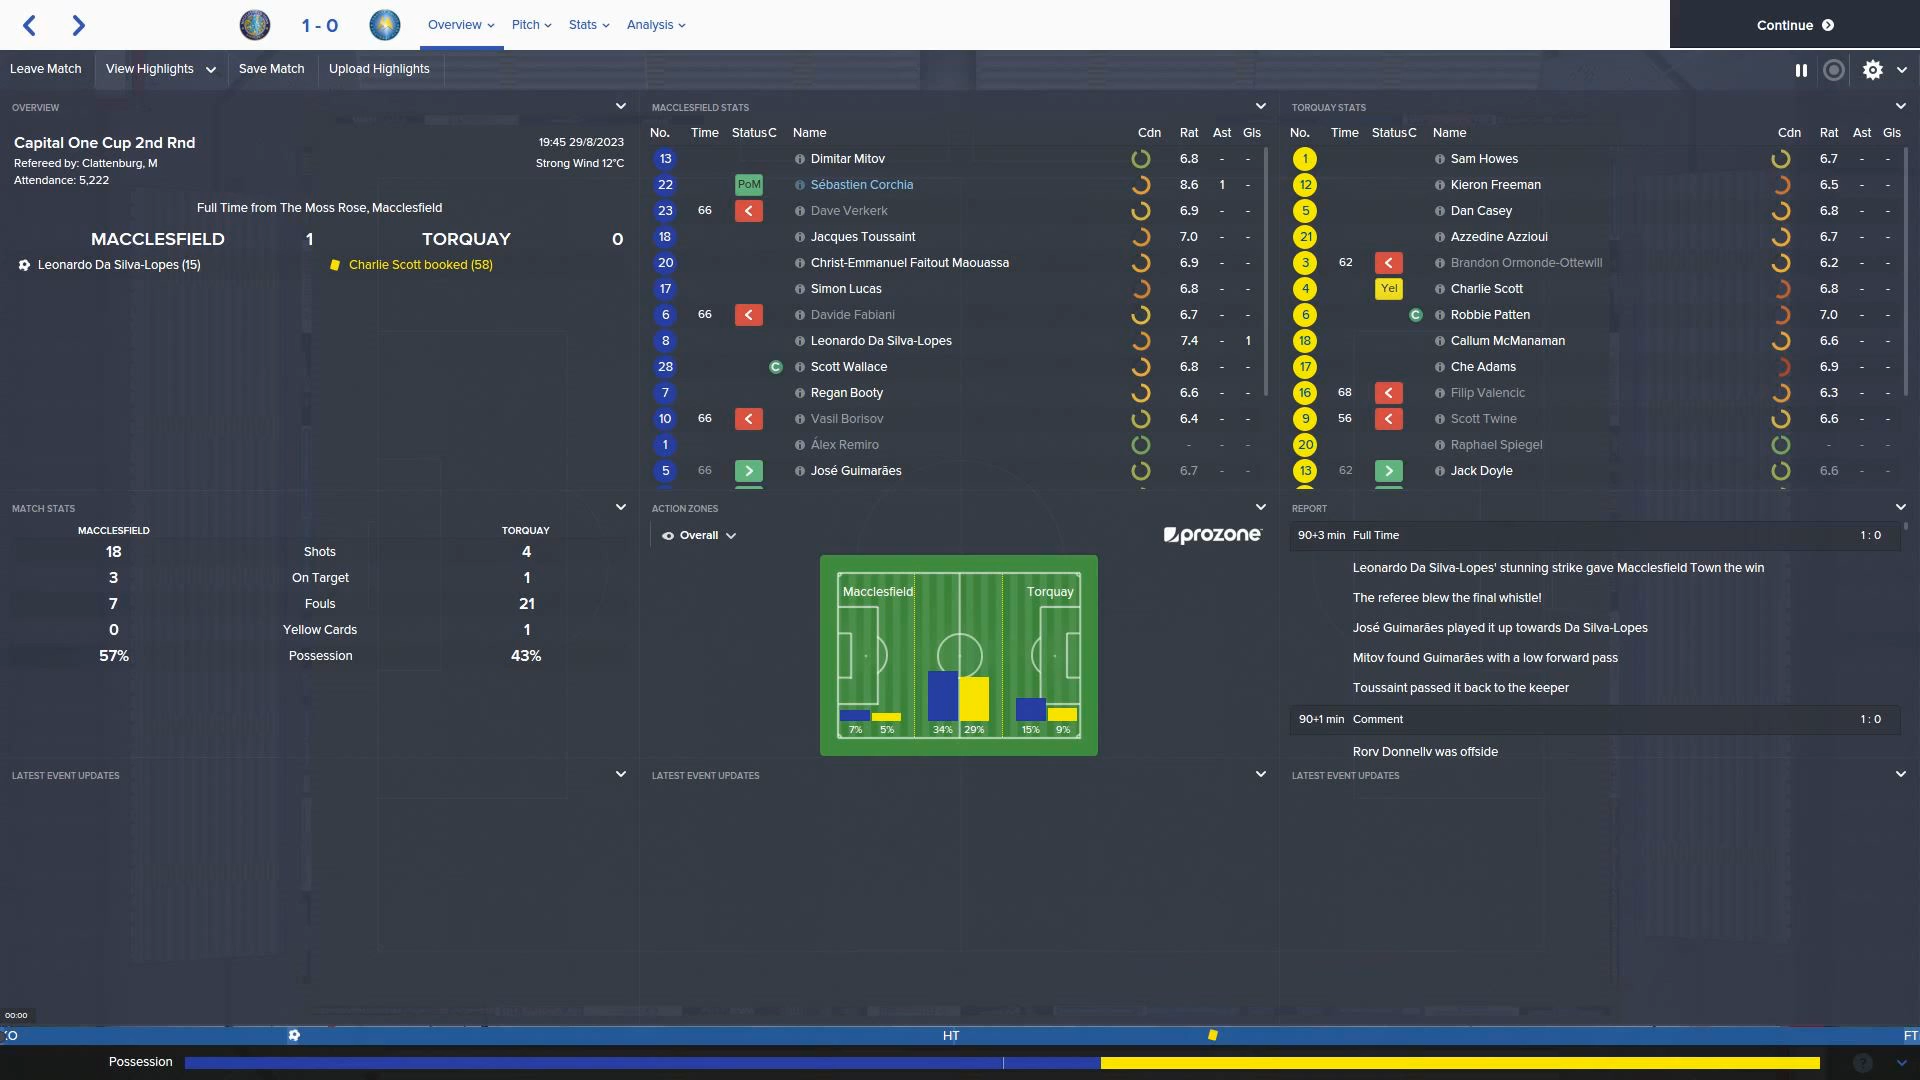 1 - 0
Overview
Pitch
Stats
Analysis
Continue
Leave Match
View Highlights
Save Match
Upload Highlights
OVERVIEW
Capital One Cup 2nd Rnd
19:45 29/8/2023
Refereed by: Clattenburg, M
Strong Wind 12°C
Attendance: 5,222
Full Time from The Moss Rose, Macclesfield
MACCLESFIELD 1 TORQUAY 0
Leonardo Da Silva-Lopes (15)
Charlie Scott booked (58)
MACCLESFIELD STATS
No. Time Status C Name Cdn Rat Ast Gls
13 Dimitar Mitov 6.8 - -
22 PoM Sébastien Corchia 8.6 1 -
23 66 Dave Verkerk 6.9 - -
18 Jacques Toussaint 7.0 - -
20 Christ-Emmanuel Faitout Maouassa 6.9 - -
17 Simon Lucas 6.8 - -
6 66 Davide Fabiani 6.7 - -
8 Leonardo Da Silva-Lopes 7.4 - 1
28 C Scott Wallace 6.8 - -
7 Regan Booty 6.6 - -
10 66 Vasil Borisov 6.4 - -
1 Álex Remiro - - -
5 66 José Guimarães 6.7 - -
TORQUAY STATS
No. Time Status C Name Cdn Rat Ast Gls
1 Sam Howes 6.7 - -
12 Kieron Freeman 6.5 - -
5 Dan Casey 6.8 - -
21 Azzedine Azzioui 6.7 - -
3 62 Brandon Ormonde-Ottewill 6.2 - -
4 Yel Charlie Scott 6.8 - -
6 C Robbie Patten 7.0 - -
18 Callum McManaman 6.6 - -
17 Che Adams 6.9 - -
16 68 Filip Valencic 6.3 - -
9 56 Scott Twine 6.6 - -
20 Raphael Spiegel - - -
13 62 Jack Doyle 6.6 - -
MATCH STATS
MACCLESFIELD TORQUAY
18 Shots 4
3 On Target 1
7 Fouls 21
0 Yellow Cards 1
57% Possession 43%
ACTION ZONES
Overall
prozone
Macclesfield Torquay
7% 5% 34% 29% 15% 9%
REPORT
90+3 min Full Time 1 : 0
Leonardo Da Silva-Lopes' stunning strike gave Macclesfield Town the win
The referee blew the final whistle!
José Guimarães played it up towards Da Silva-Lopes
Mitov found Guimarães with a low forward pass
Toussaint passed it back to the keeper
90+1 min Comment 1 : 0
Rory Donnelly was offside
LATEST EVENT UPDATES
LATEST EVENT UPDATES
LATEST EVENT UPDATES
00:00
KO HT FT
Possession
?